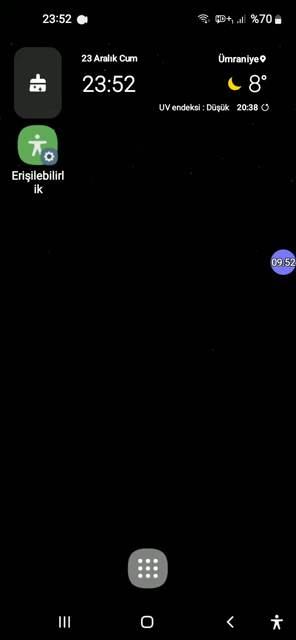 23:52 %70
23 Aralık Cum
Ümraniye
23:52
8°
UV endeksi : Düşük 20:38
Erişilebilirl
ik
09:52